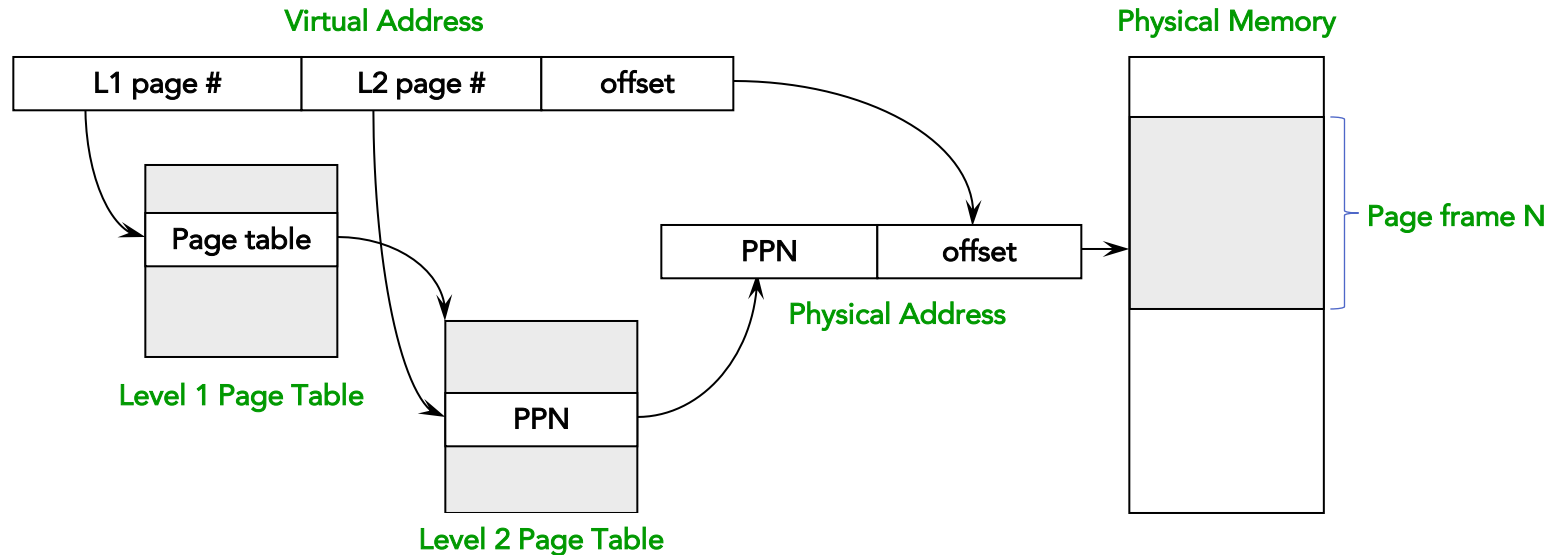 Virtual Address
Physical Memory
L1 page #
L2 page #
offset
Page table
Page frame N
PPN
offset
Physical Address
Level 1 Page Table
PPN
Level 2 Page Table